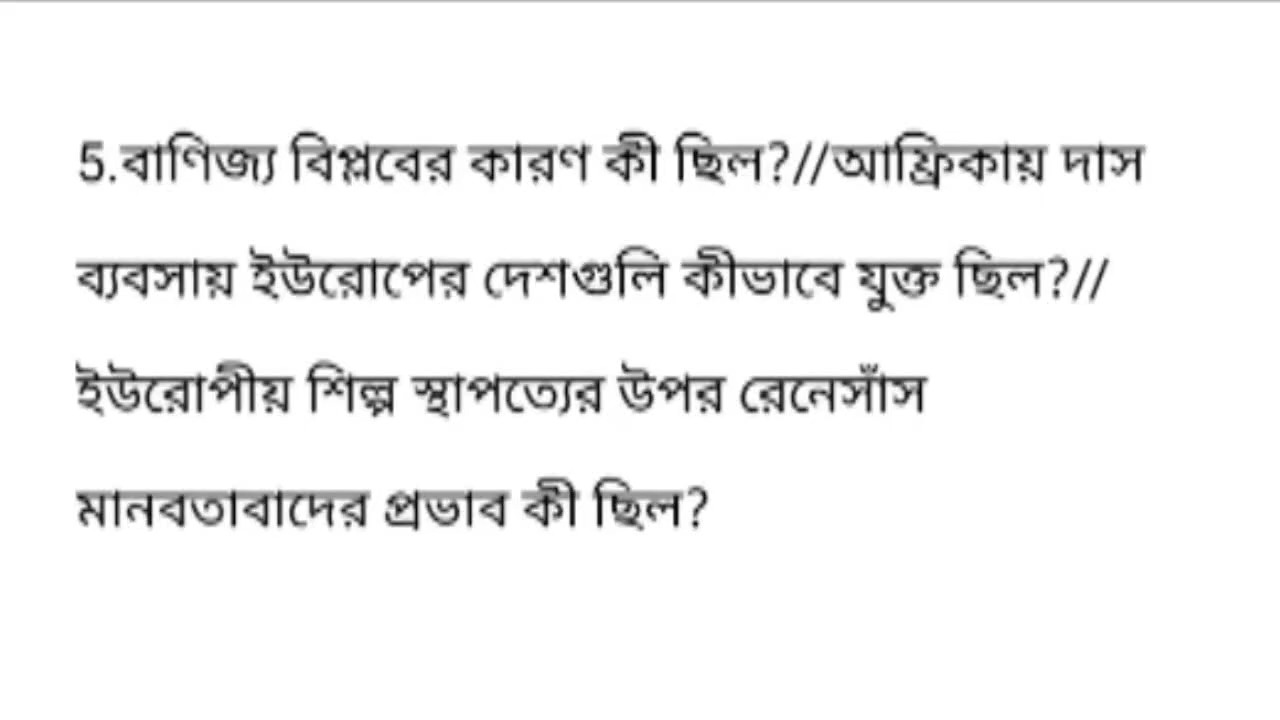 5.বাণিজ্য বিপ্লবের কারণ কী ছিল?//আফ্রিকায় দাস
ব্যবসায় ইউরোপের দেশগুলি কীভাবে যুক্ত ছিল?//
ইউরোপীয় শিল্প স্থাপত্যের উপর রেনেসাঁস
মানবতাবাদের প্রভাব কী ছিল?